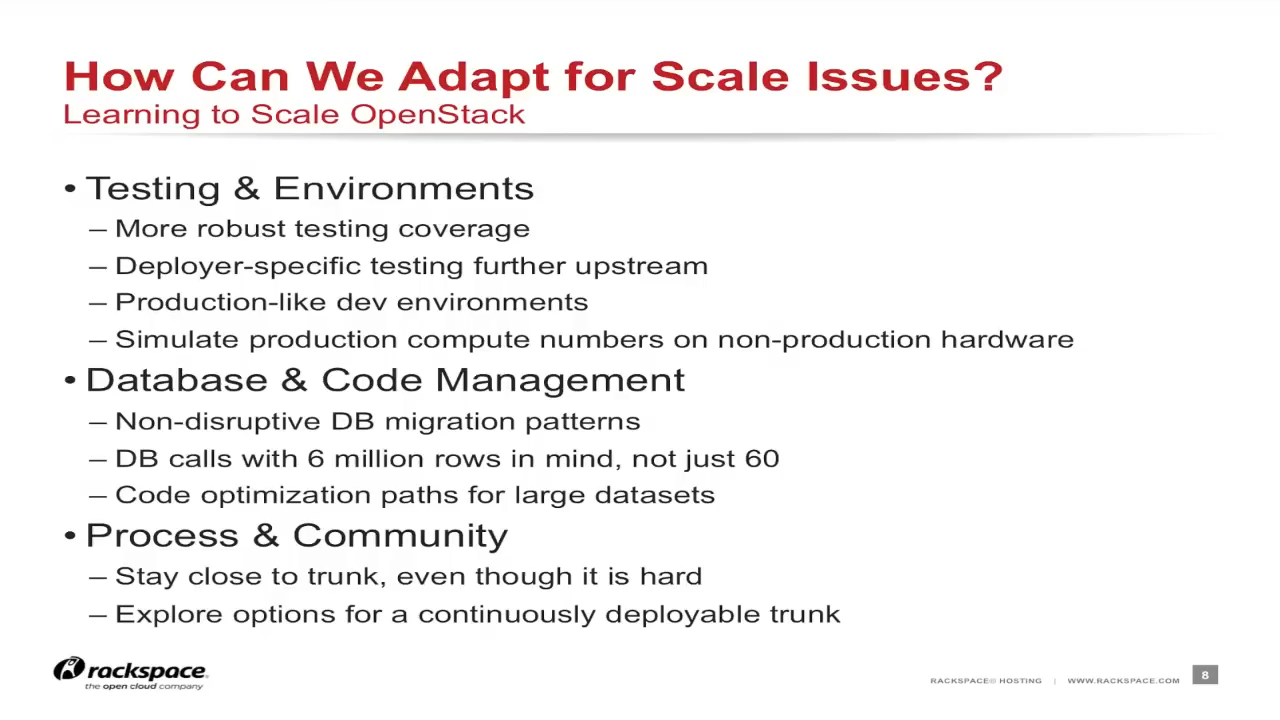 How Can We Adapt for Scale Issues?
Learning to Scale OpenStack
• Testing & Environments
– More robust testing coverage
– Deployer-specific testing further upstream
– Production-like dev environments
– Simulate production compute numbers on non-production hardware
• Database & Code Management
– Non-disruptive DB migration patterns
– DB calls with 6 million rows in mind, not just 60
– Code optimization paths for large datasets
• Process & Community
– Stay close to trunk, even though it is hard
– Explore options for a continuously deployable trunk
rackspace®
the open cloud company
RACKSPACE® HOSTING | WWW.RACKSPACE.COM
8